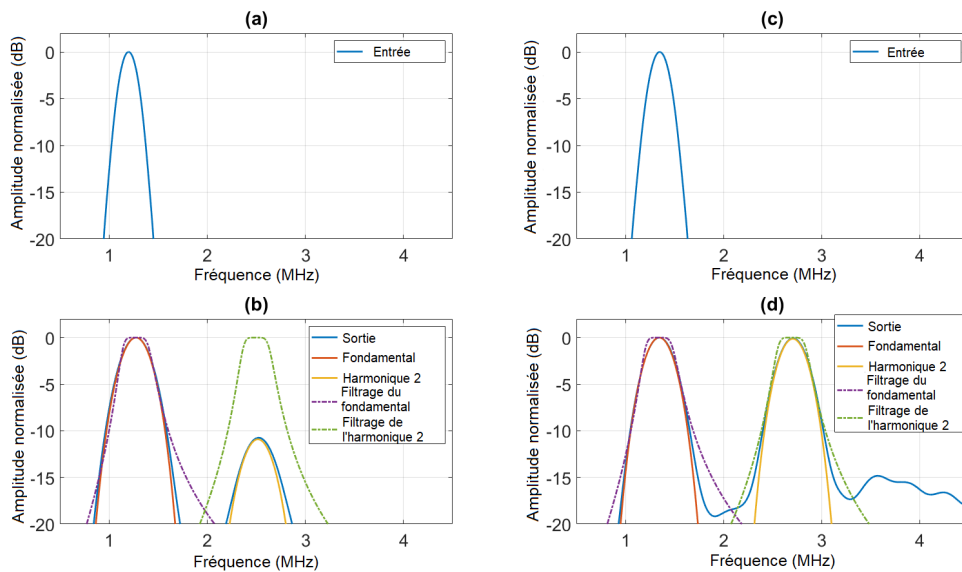 (a)
Amplitude normalisée (dB)
0
-5
-10
-15
-20
Entrée
1
2
3
4
Fréquence (MHz)
(c)
Amplitude normalisée (dB)
0
-5
-10
-15
-20
Entrée
1
2
3
4
Fréquence (MHz)
(b)
Amplitude normalisée (dB)
0
-5
-10
-15
-20
Sortie
Fondamental
Harmonique 2
Filtrage du
fondamental
Filtrage de
l'harmonique 2
1
2
3
4
Fréquence (MHz)
(d)
Amplitude normalisée (dB)
0
-5
-10
-15
-20
Sortie
Fondamental
Harmonique 2
Filtrage du
fondamental
Filtrage de
l'harmonique 2
1
2
3
4
Fréquence (MHz)